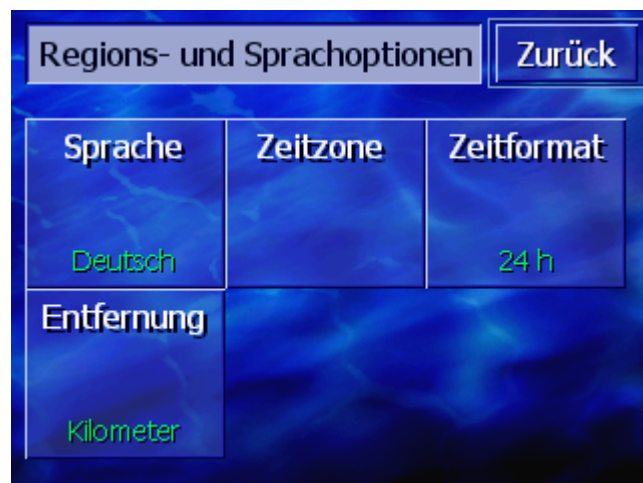 Regions- und Sprachoptionen Zurück
Sprache Zeitzone Zeitformat
Deutsch 24 h
Entfernung
Kilometer